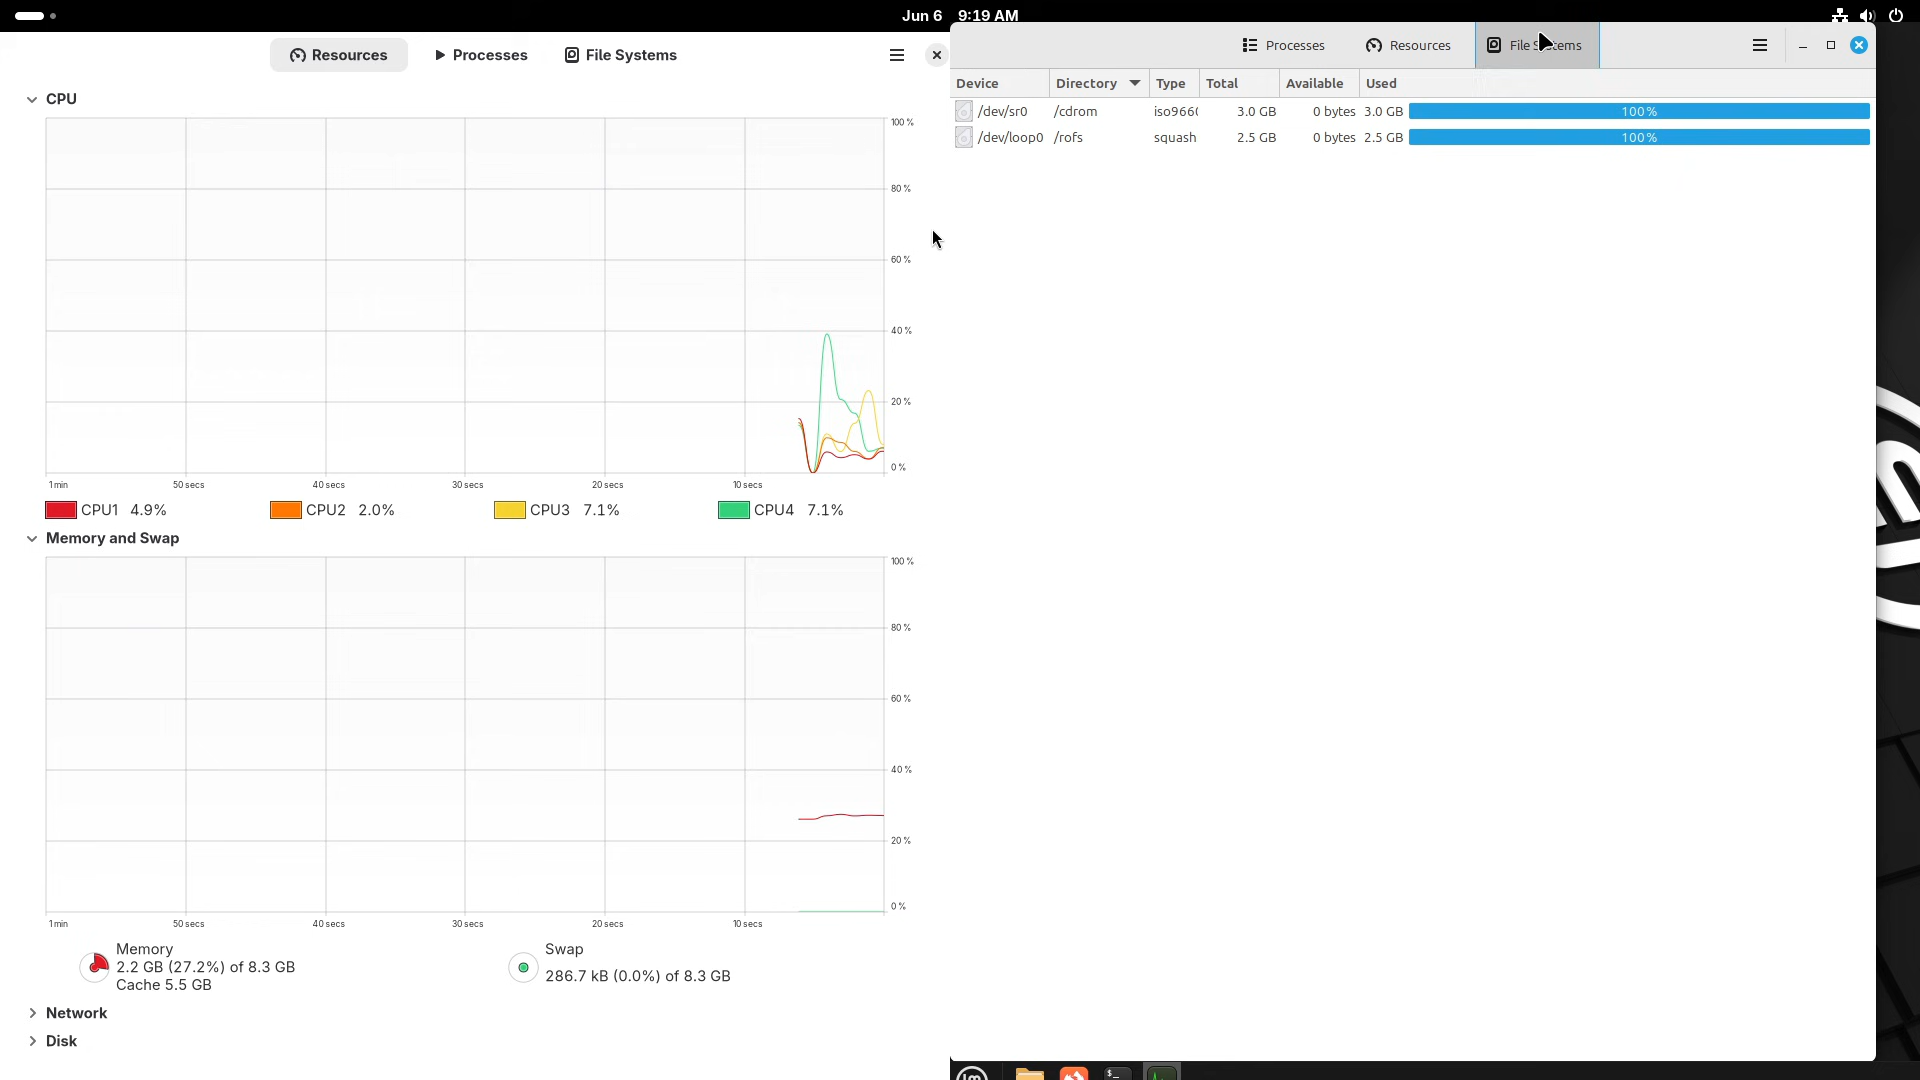 Jun 6 9:19 AM
Resources Processes File Systems
CPU
100 %
80 %
60 %
40 %
20 %
0 %
1 min 50 secs 40 secs 30 secs 20 secs 10 secs
CPU1 4.9% CPU2 2.0% CPU3 7.1% CPU4 7.1%
Memory and Swap
100 %
80 %
60 %
40 %
20 %
0 %
1 min 50 secs 40 secs 30 secs 20 secs 10 secs
Memory
2.2 GB (27.2%) of 8.3 GB
Cache 5.5 GB
Swap
286.7 kB (0.0%) of 8.3 GB
Network
Disk
Processes Resources File Systems
Device Directory Type Total Available Used
/dev/sr0 /cdrom iso966 3.0 GB 0 bytes 3.0 GB 100%
/dev/loop0 /rofs squash 2.5 GB 0 bytes 2.5 GB 100%